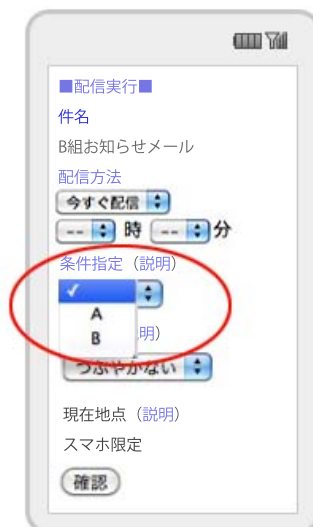 ■配信実行■
件名
B組お知らせメール
配信方法
今すぐ配信
-- 時 -- 分
条件指定（説明）
✓
A
B
明）
つぶやかない
現在地点（説明）
スマホ限定
確認